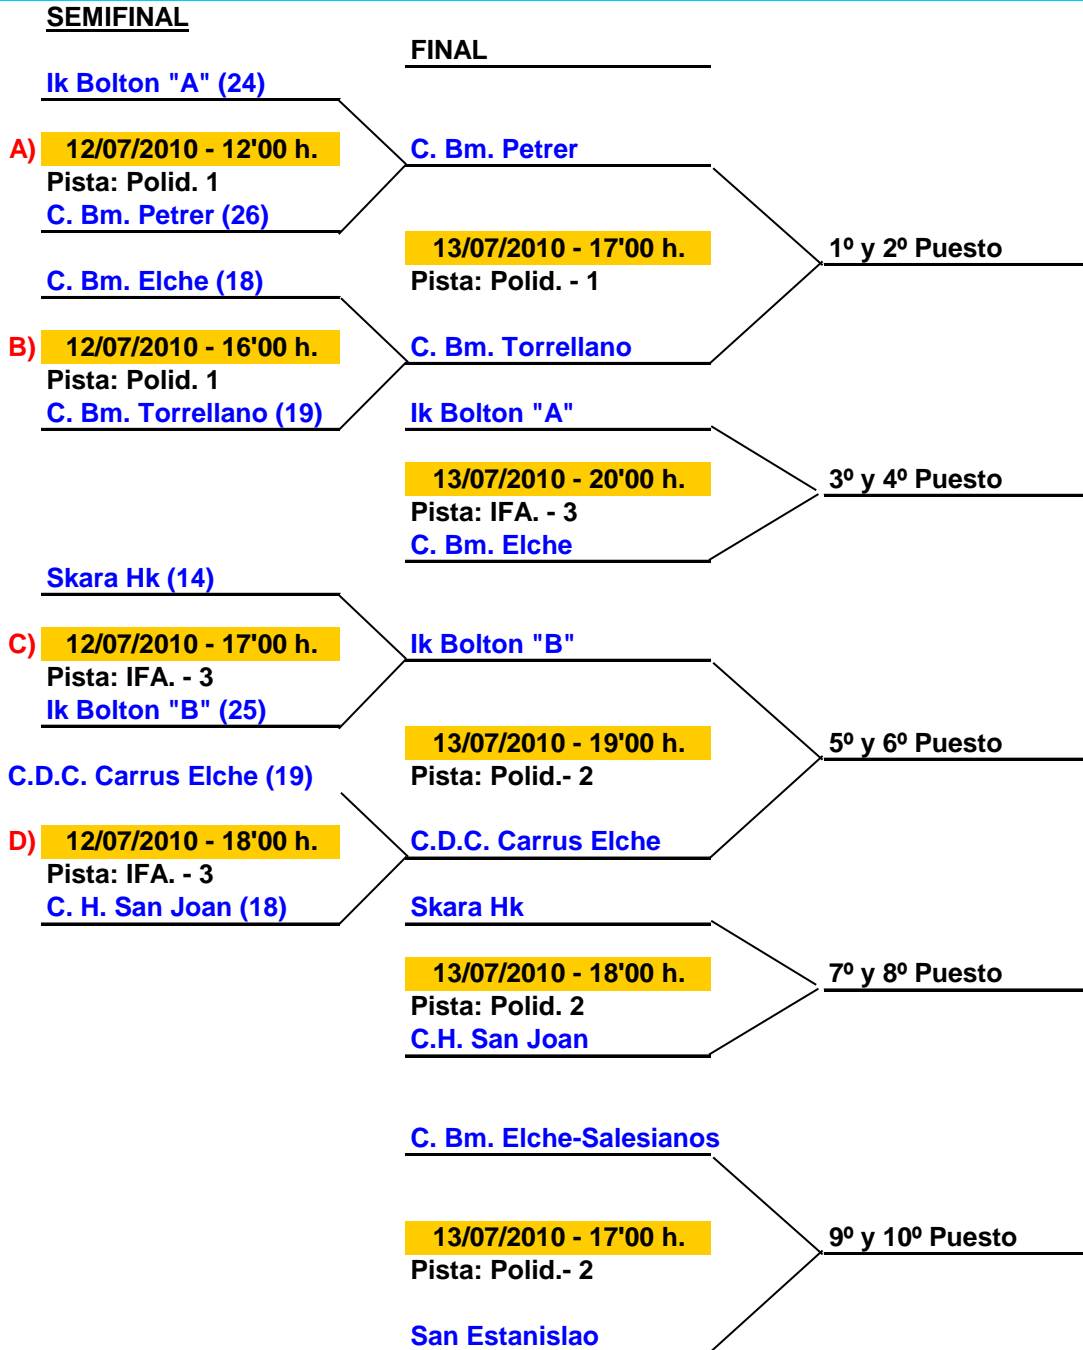 SEMIFINAL
FINAL
Ik Bolton "A" (24)
A) 12/07/2010 - 12'00 h.
C. Bm. Petrer
Pista: Polid. 1
C. Bm. Petrer (26)
13/07/2010 - 17'00 h.
1º y 2º Puesto
C. Bm. Elche (18)
Pista: Polid. - 1
B) 12/07/2010 - 16'00 h.
C. Bm. Torrellano
Pista: Polid. 1
C. Bm. Torrellano (19)
Ik Bolton "A"
13/07/2010 - 20'00 h.
3º y 4º Puesto
Pista: IFA. - 3
C. Bm. Elche
Skara Hk (14)
C) 12/07/2010 - 17'00 h.
Ik Bolton "B"
Pista: IFA. - 3
Ik Bolton "B" (25)
13/07/2010 - 19'00 h.
5º y 6º Puesto
C.D.C. Carrus Elche (19)
Pista: Polid.- 2
D) 12/07/2010 - 18'00 h.
C.D.C. Carrus Elche
Pista: IFA. - 3
C. H. San Joan (18)
Skara Hk
13/07/2010 - 18'00 h.
7º y 8º Puesto
Pista: Polid. 2
C.H. San Joan
C. Bm. Elche-Salesianos
13/07/2010 - 17'00 h.
9º y 10º Puesto
Pista: Polid.- 2
San Estanislao